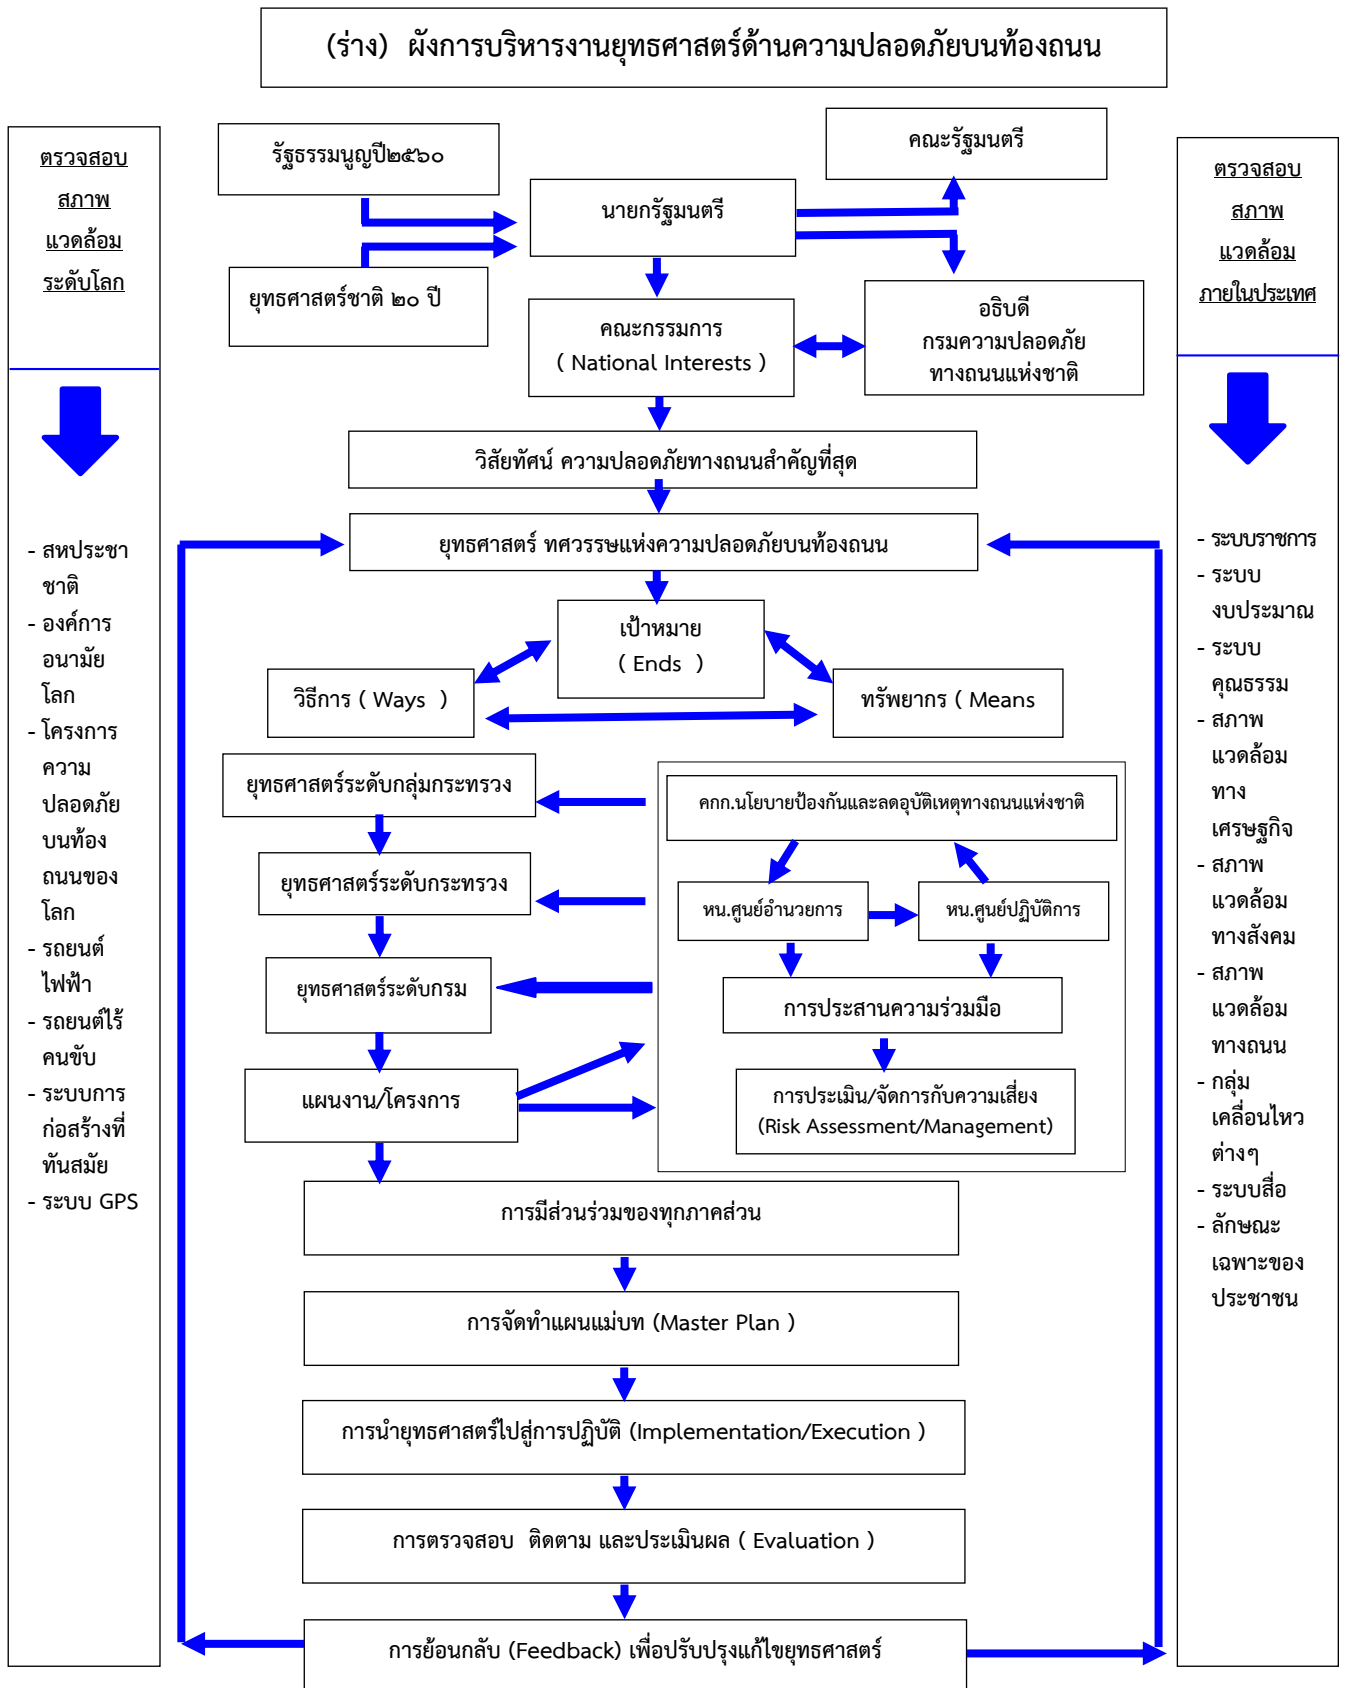 (ร่าง) ผังการบริหารงานยุทธศาสตร์ด้านความปลอดภัยบนท้องถนน
ตรวจสอบ
สภาพ
แวดล้อม
ระดับโลก
- สหประชา
ชาติ
- องค์การ
อนามัย
โลก
- โครงการ
ความ
ปลอดภัย
บนท้อง
ถนนของ
โลก
- รถยนต์
ไฟฟ้า
- รถยนต์ไร้
คนขับ
- ระบบการ
ก่อสร้างที่
ทันสมัย
- ระบบ GPS
รัฐธรรมนูญปี๒๕๖๐
ยุทธศาสตร์ชาติ ๒๐ ปี
นายกรัฐมนตรี
คณะรัฐมนตรี
คณะกรรมการ
( National Interests )
อธิบดี
กรมความปลอดภัย
ทางถนนแห่งชาติ
วิสัยทัศน์ ความปลอดภัยทางถนนสำคัญที่สุด
ยุทธศาสตร์ ทศวรรษแห่งความปลอดภัยบนท้องถนน
เป้าหมาย
( Ends )
วิธีการ ( Ways )
ทรัพยากร ( Means
ยุทธศาสตร์ระดับกลุ่มกระทรวง
ยุทธศาสตร์ระดับกระทรวง
ยุทธศาสตร์ระดับกรม
แผนงาน/โครงการ
คกก.นโยบายป้องกันและลดอุบัติเหตุทางถนนแห่งชาติ
หน.ศูนย์อำนวยการ
หน.ศูนย์ปฏิบัติการ
การประสานความร่วมมือ
การประเมิน/จัดการกับความเสี่ยง
(Risk Assessment/Management)
การมีส่วนร่วมของทุกภาคส่วน
การจัดทำแผนแม่บท (Master Plan )
การนำยุทธศาสตร์ไปสู่การปฏิบัติ (Implementation/Execution )
การตรวจสอบ ติดตาม และประเมินผล ( Evaluation )
การย้อนกลับ (Feedback) เพื่อปรับปรุงแก้ไขยุทธศาสตร์
ตรวจสอบ
สภาพ
แวดล้อม
ภายในประเทศ
- ระบบราชการ
- ระบบ
งบประมาณ
- ระบบ
คุณธรรม
- สภาพ
แวดล้อม
ทาง
เศรษฐกิจ
- สภาพ
แวดล้อม
ทางสังคม
- สภาพ
แวดล้อม
ทางถนน
- กลุ่ม
เคลื่อนไหว
ต่างๆ
- ระบบสื่อ
- ลักษณะ
เฉพาะของ
ประชาชน